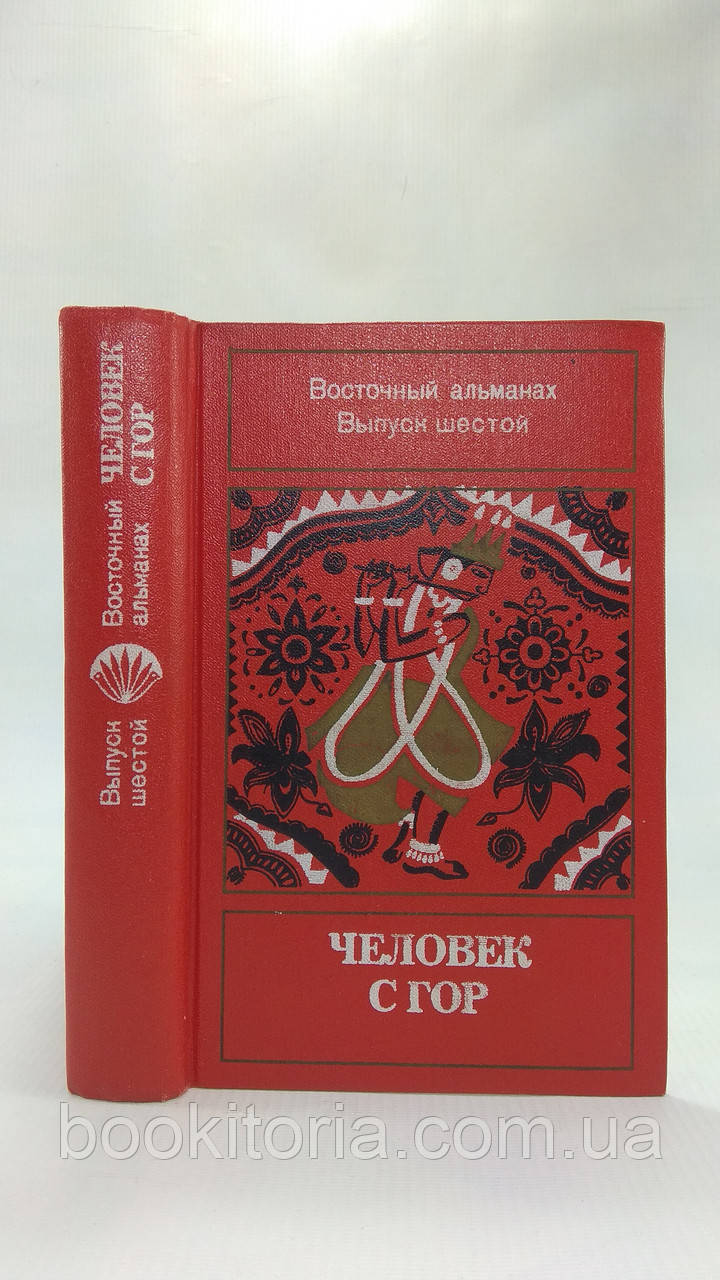 Восточный альманах
Выпуск шестой
ЧЕЛОВЕК
С ГОР
Выпуск
шестой
Восточный
альманах
ЧЕЛОВЕК
С ГОР
bookitoria.com.ua